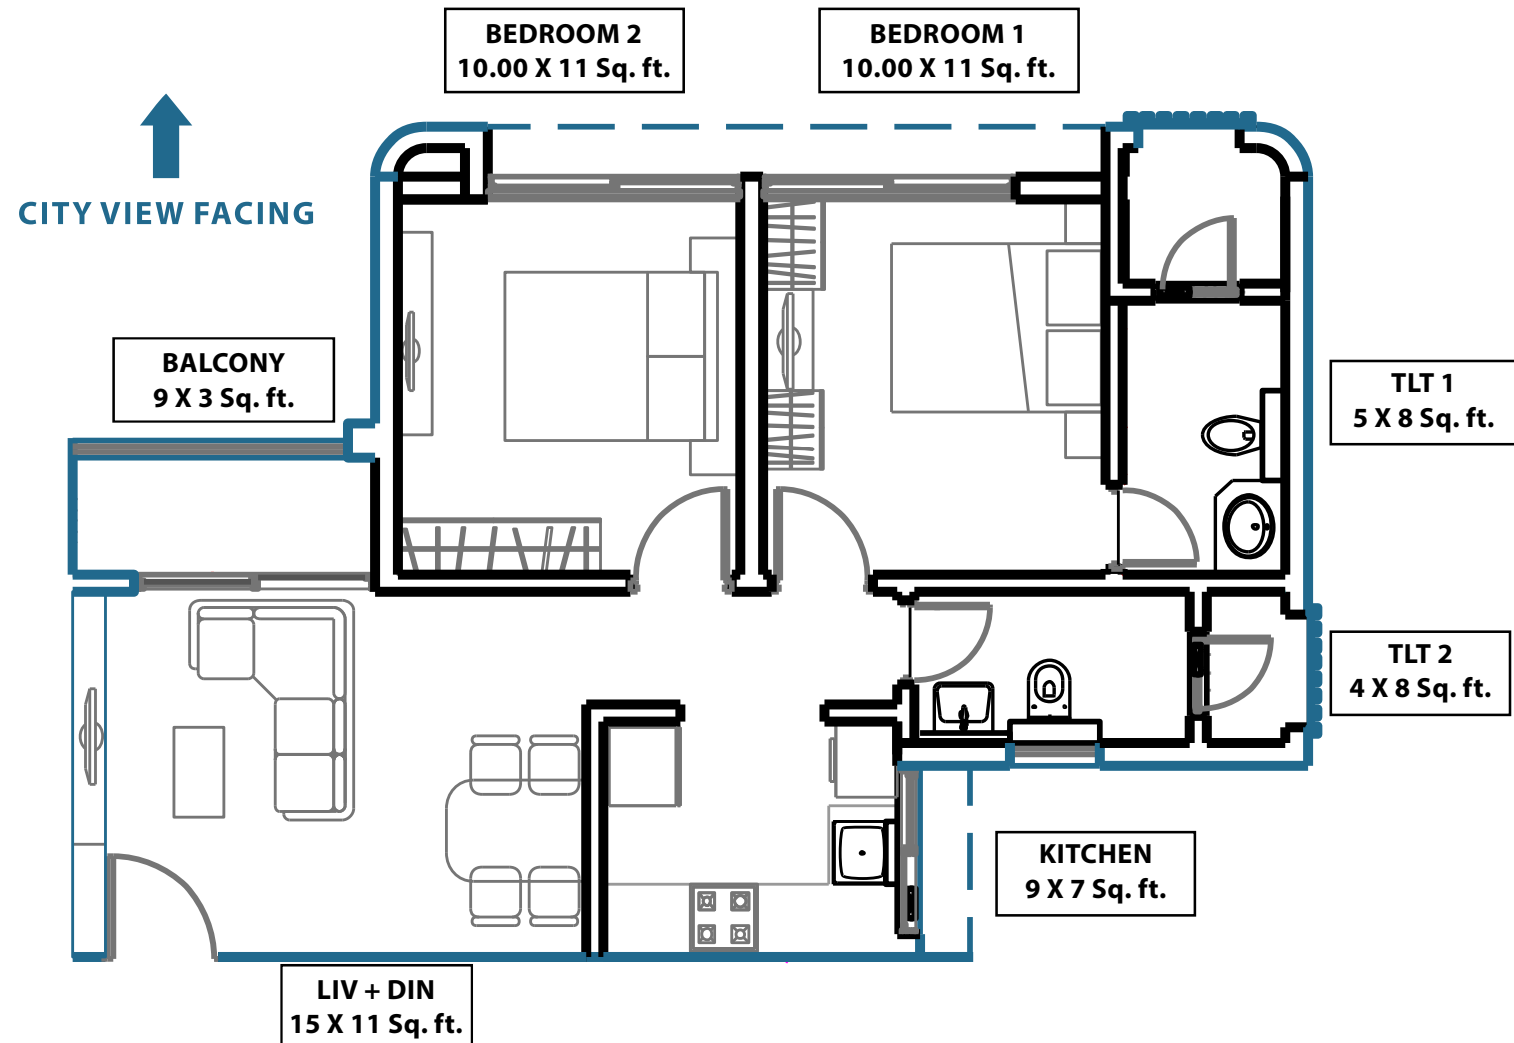 BEDROOM 2
10.00 X 11 Sq. ft.
BEDROOM 1
10.00 X 11 Sq. ft.
CITY VIEW FACING
BALCONY
9 X 3 Sq. ft.
TLT 1
5 X 8 Sq. ft.
TLT 2
4 X 8 Sq. ft.
KITCHEN
9 X 7 Sq. ft.
LIV + DIN
15 X 11 Sq. ft.